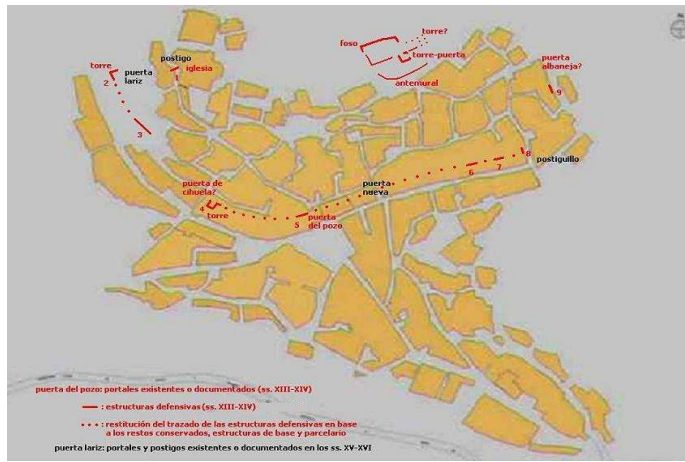 torre?
foso
torre-puerta
antemural
postigo
iglesia
torre
puerta
lariz
1
2
3
puerta
albaneja?
9
8
postiguillo
7
6
puerta
nueva
puerta de
cihuela?
4
torre
5
puerta
del pozo
puerta del pozo: portales existentes o documentados (ss. XIII-XIV)
: estructuras defensivas (ss. XIII-XIV)
: restitución del trazado de las estructuras defensivas en base
a los restos conservados, estructuras de base y parcelario
puerta lariz: portales y postigos existentes o documentados en los ss. XV-XVI